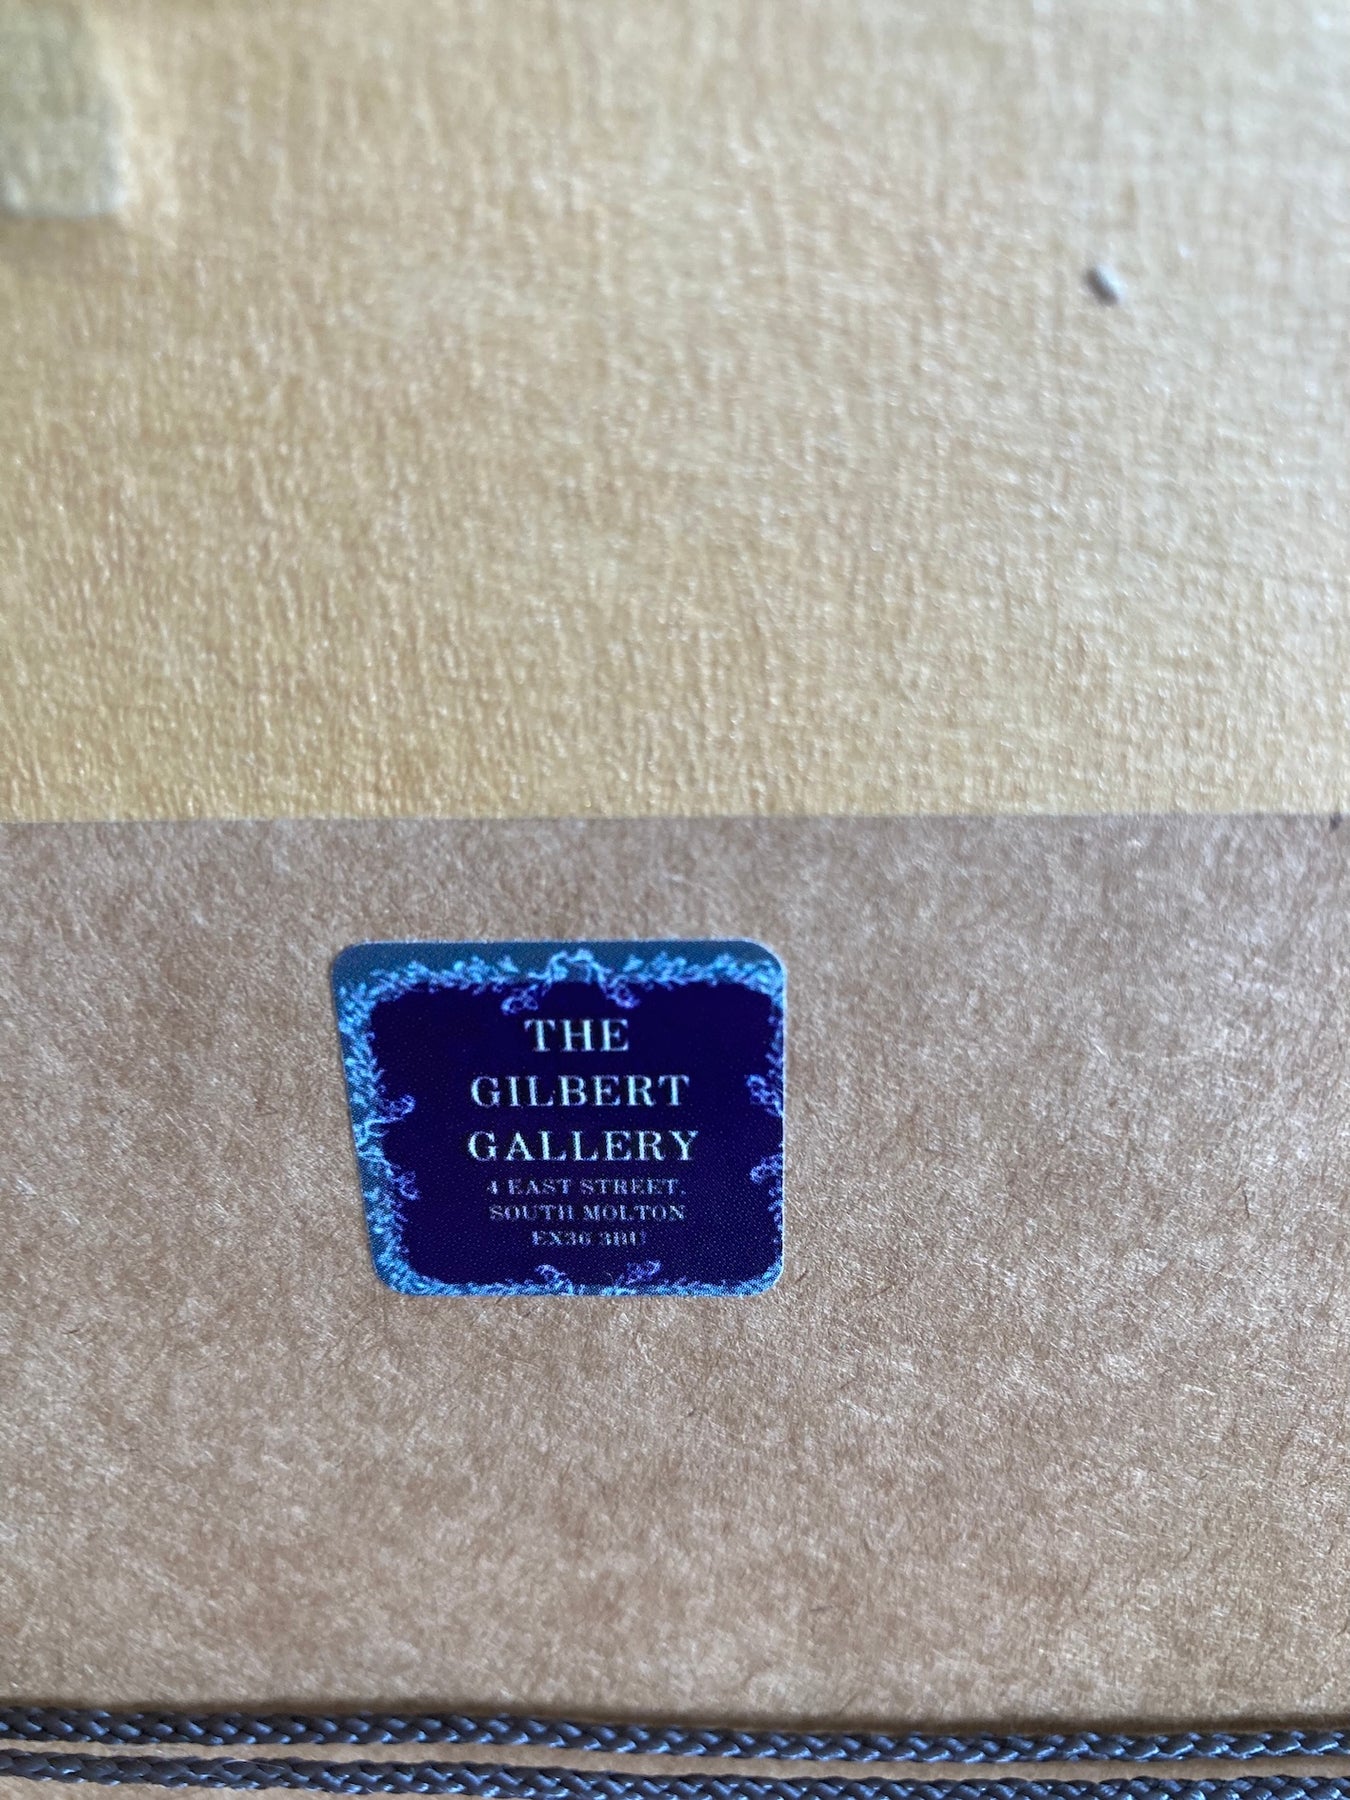 THE
GILBERT
GALLERY
4 EAST STREET,
SOUTH MOLTON
EX36 3BU